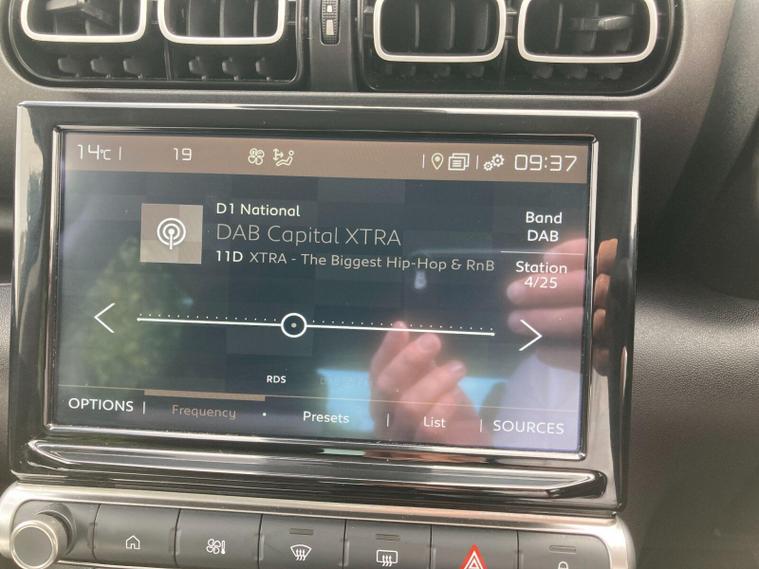 14°C | 19 09:37
D1 National
DAB Capital XTRA
11D XTRA - The Biggest Hip-Hop & RnB
Band
DAB
Station
4/25
RDS
OPTIONS Frequency Presets List SOURCES